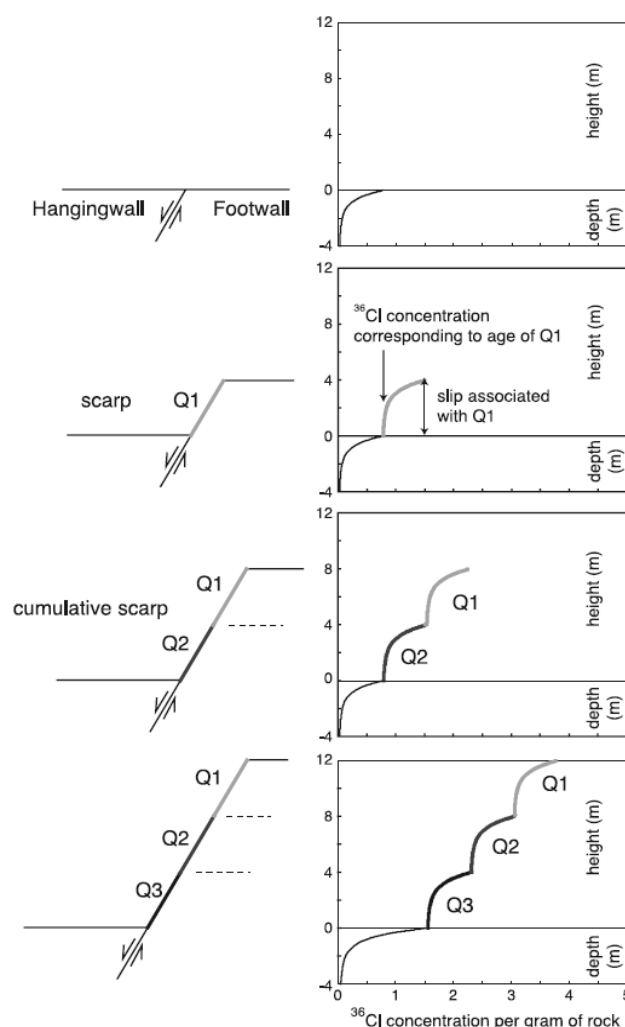 12
8
4
0
-4
height (m)
depth
(m)
Hangingwall
Footwall
12
8
4
0
-4
³⁶Cl concentration
corresponding to age of Q1
slip associated
with Q1
height (m)
depth
(m)
scarp
Q1
12
8
4
0
-4
Q1
Q2
height (m)
depth
(m)
cumulative scarp
Q1
Q2
12
8
4
0
-4
Q1
Q2
Q3
height (m)
depth
(m)
Q1
Q2
Q3
0 1 2 3 4 5
³⁶Cl concentration per gram of rock